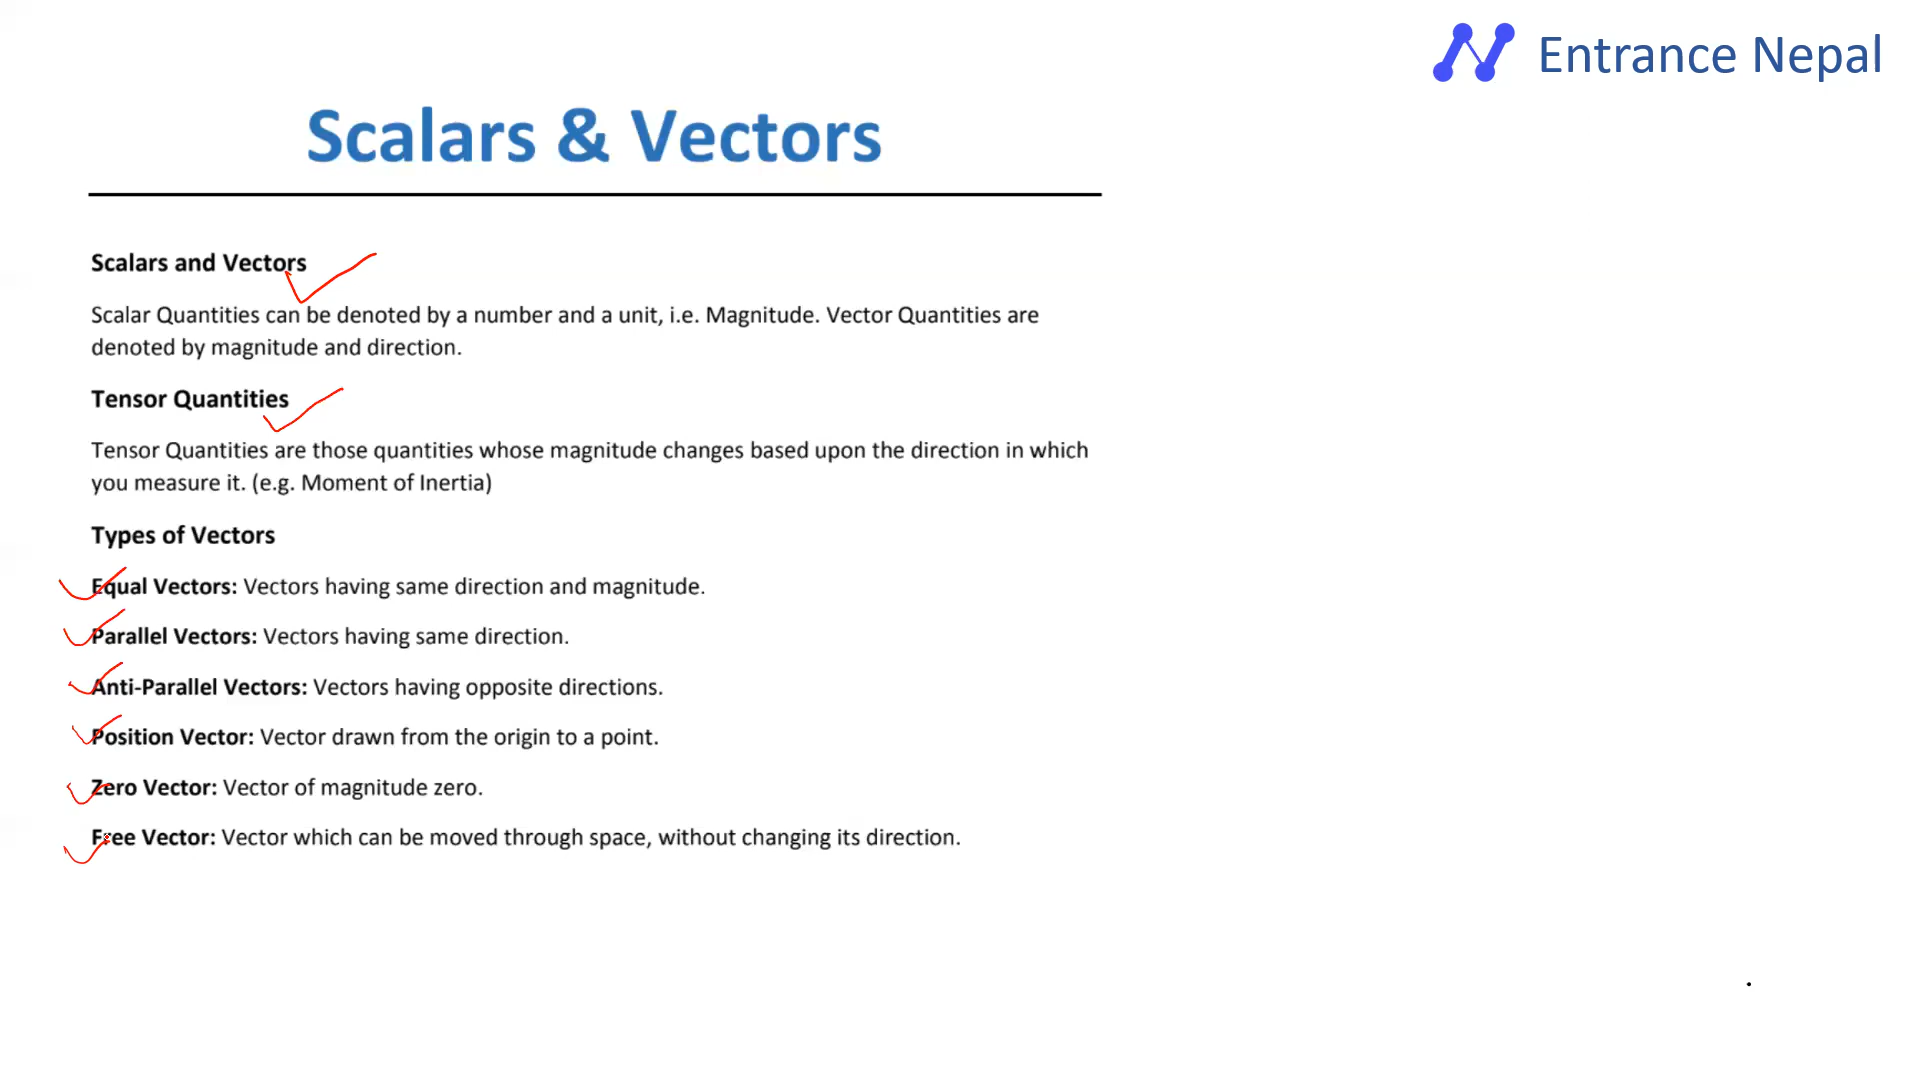 Entrance Nepal
Scalars & Vectors
Scalars and Vectors
Scalar Quantities can be denoted by a number and a unit, i.e. Magnitude. Vector Quantities are
denoted by magnitude and direction.
Tensor Quantities
Tensor Quantities are those quantities whose magnitude changes based upon the direction in which
you measure it. (e.g. Moment of Inertia)
Types of Vectors
Equal Vectors: Vectors having same direction and magnitude.
Parallel Vectors: Vectors having same direction.
Anti-Parallel Vectors: Vectors having opposite directions.
Position Vector: Vector drawn from the origin to a point.
Zero Vector: Vector of magnitude zero.
Free Vector: Vector which can be moved through space, without changing its direction.